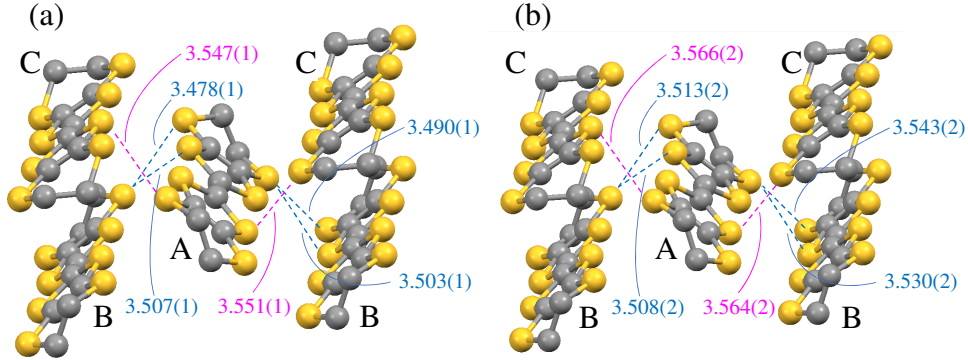 (a)
C
3.547(1)
3.478(1)
C
3.490(1)
A
3.503(1)
3.507(1)
3.551(1)
B
B
(b)
C
3.566(2)
3.513(2)
C
3.543(2)
A
3.530(2)
3.508(2)
3.564(2)
B
B